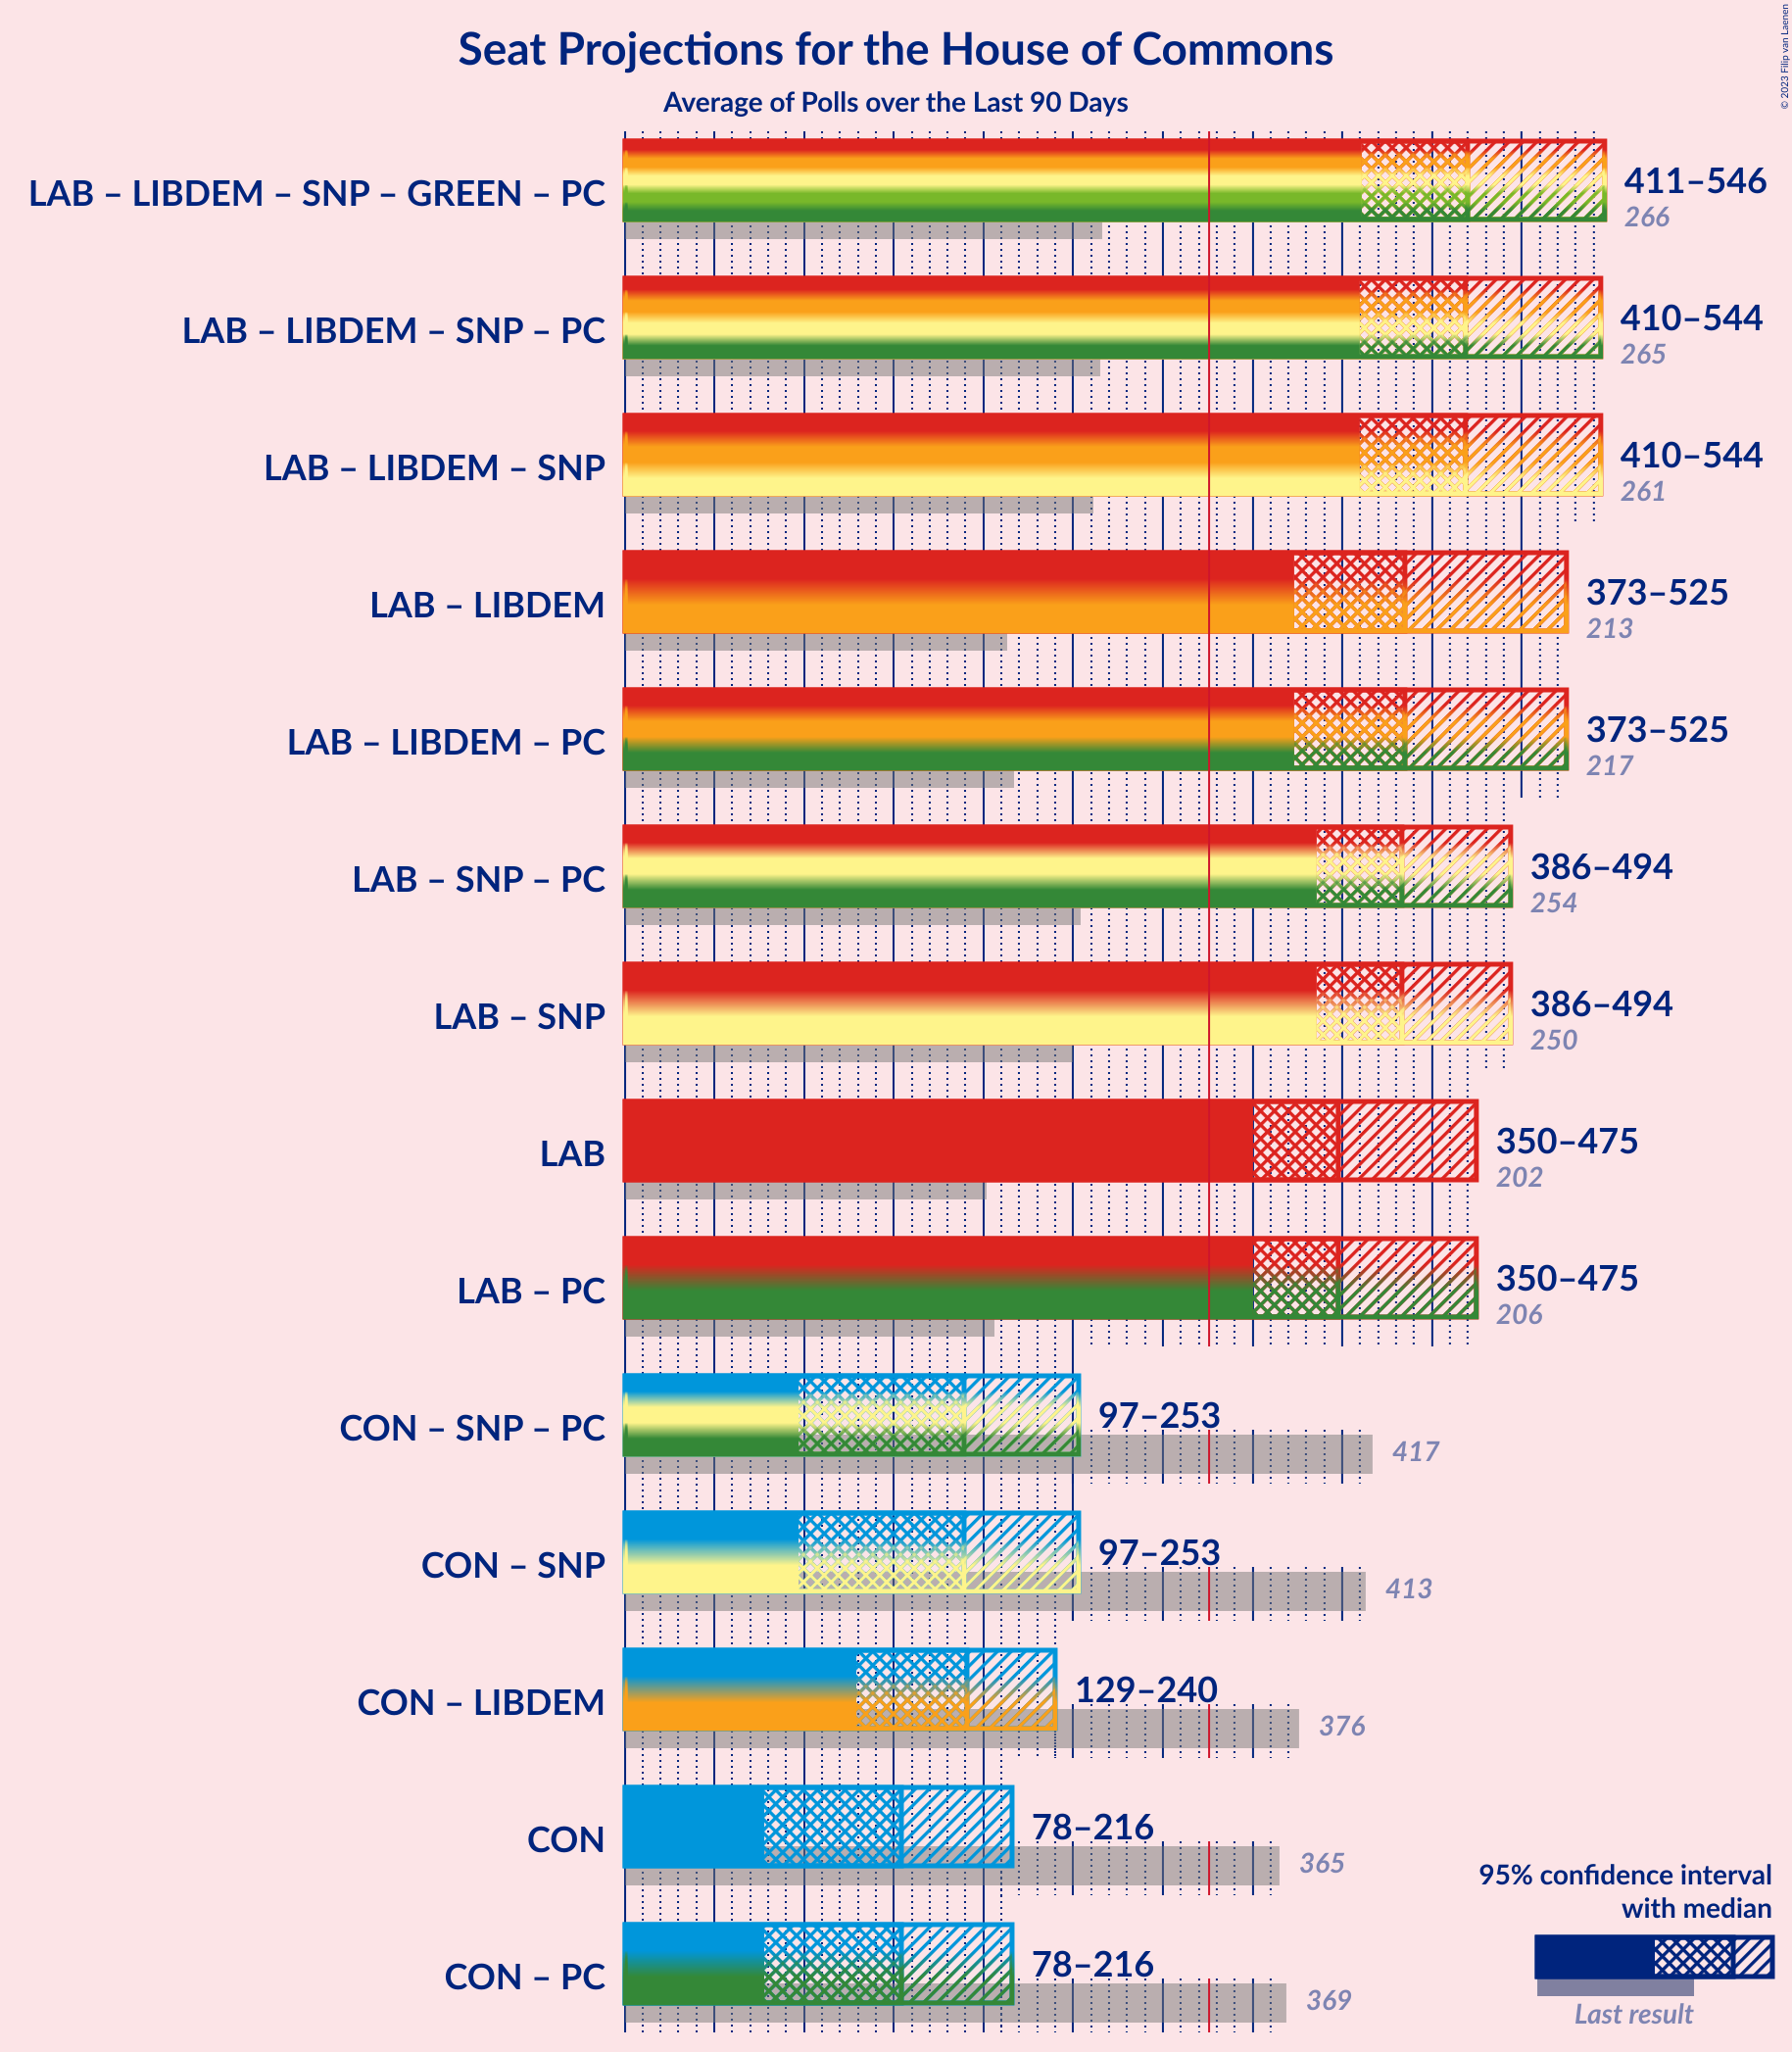 Seat Projections for the House of Commons
Average of Polls over the Last 90 Days
© 2023 Filip van Laenen
LAB – LIBDEM – SNP – GREEN – PC
411–546
266
LAB – LIBDEM – SNP – PC
410–544
265
LAB – LIBDEM – SNP
410–544
261
LAB – LIBDEM
373–525
213
LAB – LIBDEM – PC
373–525
217
LAB – SNP – PC
386–494
254
LAB – SNP
386–494
250
LAB
350–475
202
LAB – PC
350–475
206
CON – SNP – PC
97–253
417
CON – SNP
97–253
413
CON – LIBDEM
129–240
376
CON
78–216
365
CON – PC
78–216
369
95% confidence interval
with median
Last result